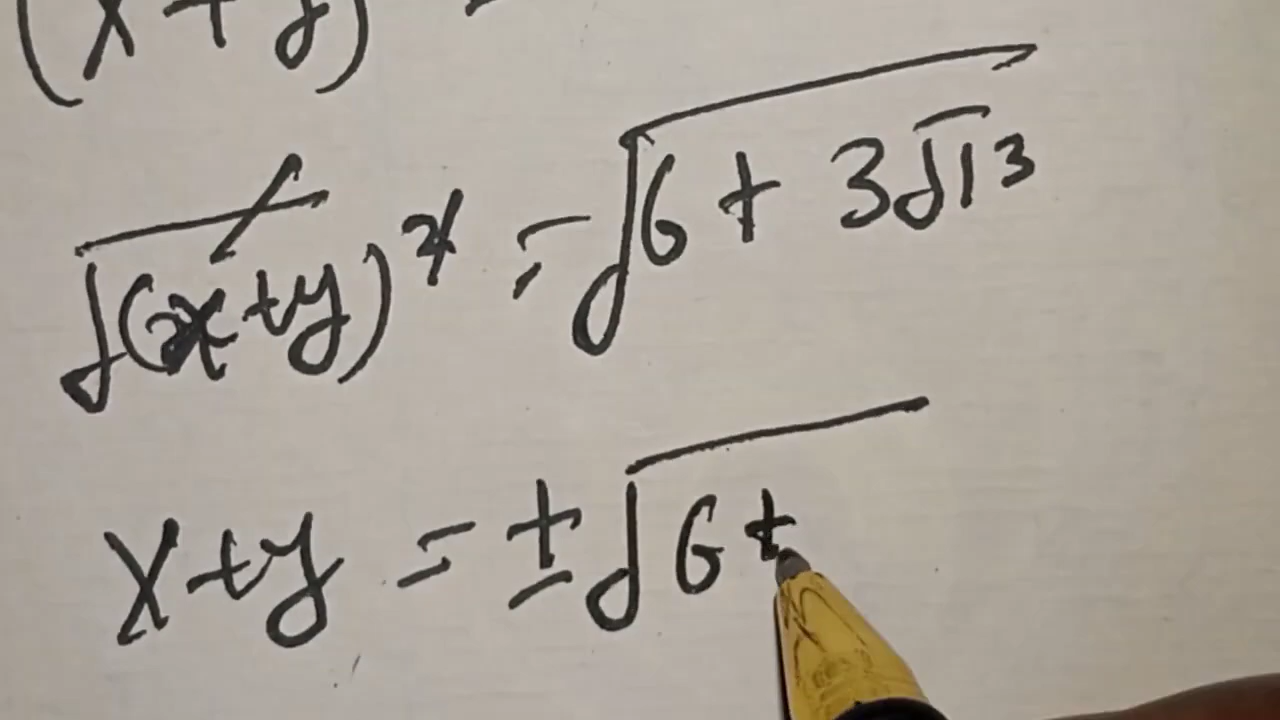 (x + y) =
√(x+y)² = √6 + 3√13
x+y = ± √6 +